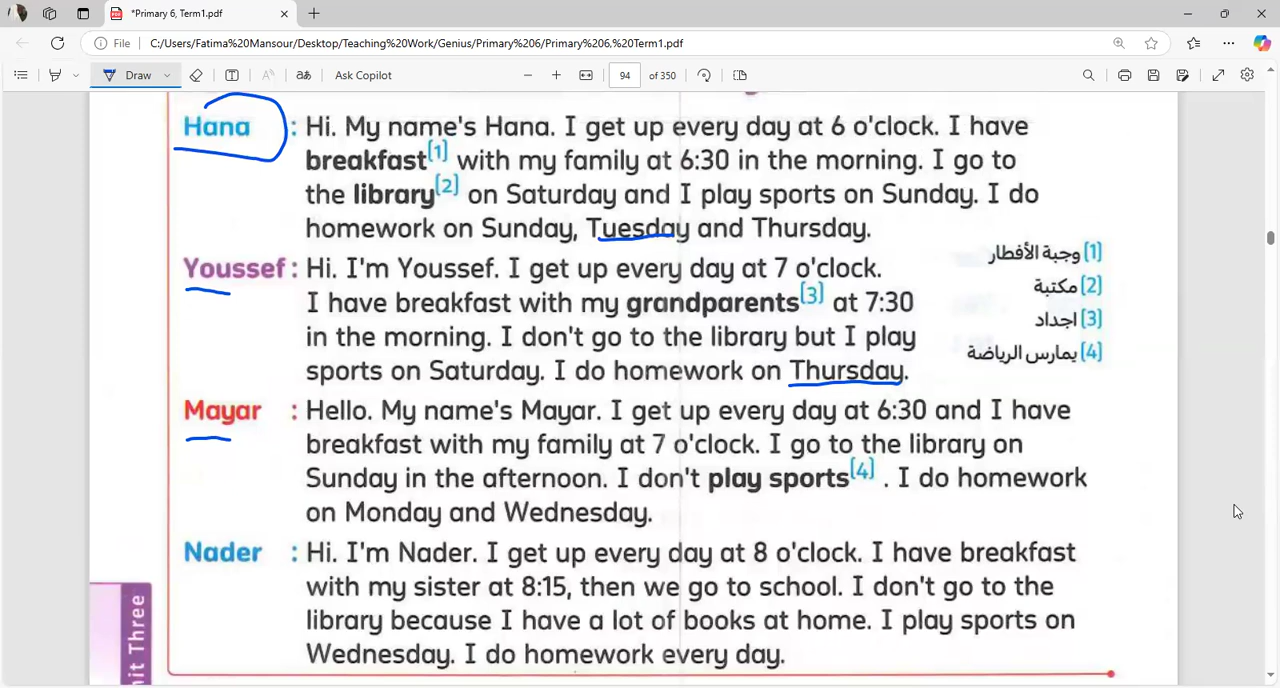 *Primary 6, Term1.pdf
File C:/Users/Fatima%20Mansour/Desktop/Teaching%20Work/Genius/Primary%206/Primary%206.%20Term1.pdf
Draw Ask Copilot 94 of 350
Hana : Hi. My name's Hana. I get up every day at 6 o'clock. I have
breakfast[1] with my family at 6:30 in the morning. I go to
the library[2] on Saturday and I play sports on Sunday. I do
homework on Sunday, Tuesday and Thursday.
Youssef : Hi. I'm Youssef. I get up every day at 7 o'clock.
I have breakfast with my grandparents[3] at 7:30
in the morning. I don't go to the library but I play
sports on Saturday. I do homework on Thursday.
[1] وجبة الأفطار
[2] مكتبة
[3] اجداد
[4] يمارس الرياضة
Mayar : Hello. My name's Mayar. I get up every day at 6:30 and I have
breakfast with my family at 7 o'clock. I go to the library on
Sunday in the afternoon. I don't play sports[4] . I do homework
on Monday and Wednesday.
Nader : Hi. I'm Nader. I get up every day at 8 o'clock. I have breakfast
with my sister at 8:15, then we go to school. I don't go to the
library because I have a lot of books at home. I play sports on
Wednesday. I do homework every day.